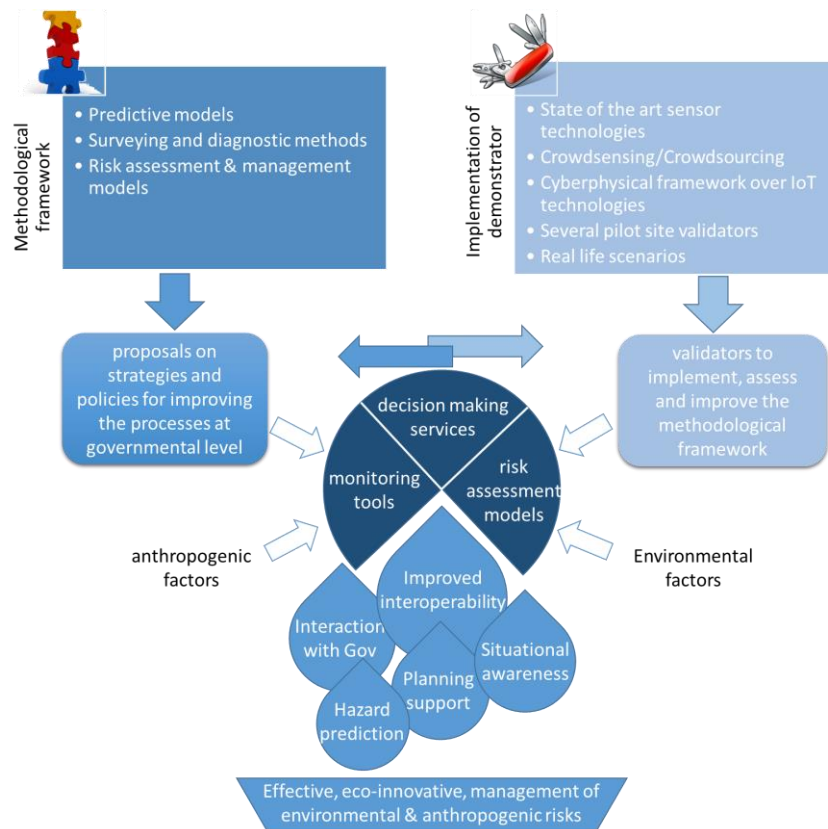 Methodological
framework
• Predictive models
• Surveying and diagnostic methods
• Risk assessment & management
models
Implementation of
demonstrator
• State of the art sensor
technologies
• Crowdsensing/Crowdsourcing
• Cyberphysical framework over IoT
technologies
• Several pilot site validators
• Real life scenarios
proposals on
strategies and
policies for improving
the processes at
governmental level
validators to
implement, assess
and improve the
methodological
framework
decision making
services
monitoring
tools
risk
assessment
models
anthropogenic
factors
Environmental
factors
Improved
interoperability
Interaction
with Gov
Situational
awareness
Planning
support
Hazard
prediction
Effective, eco-innovative, management of
environmental & anthropogenic risks